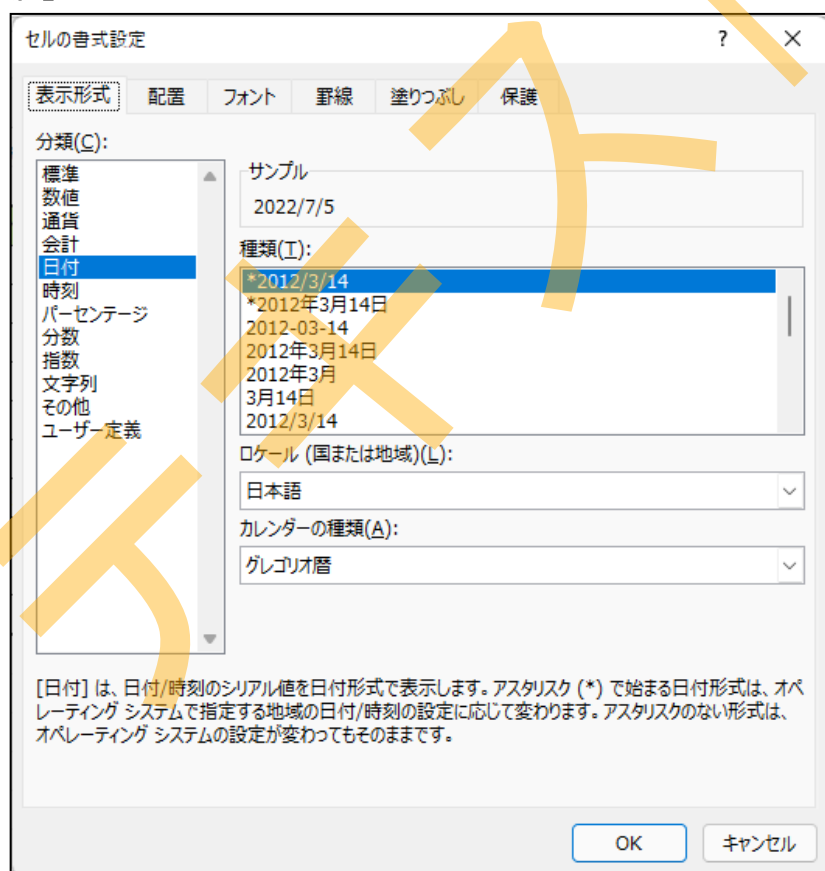 セルの書式設定 ? ×
表示形式 配置 フォント 罫線 塗りつぶし 保護
分類(C):
標準
数値
通貨
会計
日付
時刻
パーセンテージ
分数
指数
文字列
その他
ユーザー定義
サンプル
2022/7/5
種類(T):
*2012/3/14
*2012年3月14日
2012-03-14
2012年3月14日
2012年3月
3月14日
2012/3/14
ロケール (国または地域)(L):
日本語
カレンダーの種類(A):
グレゴリオ暦
[日付] は、日付/時刻のシリアル値を日付形式で表示します。アスタリスク (*) で始まる日付形式は、オペ
レーティング システムで指定する地域の日付/時刻の設定に応じて変わります。アスタリスクのない形式は、
オペレーティング システムの設定が変わってもそのままです。
OK キャンセル